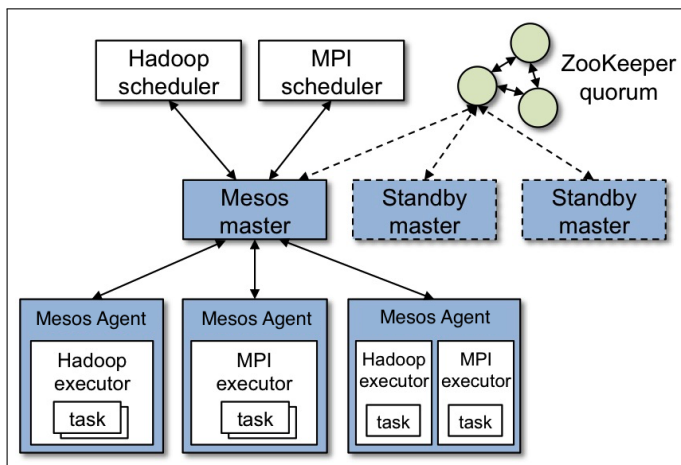 Hadoop
scheduler
MPI
scheduler
ZooKeeper
quorum
Mesos
master
Standby
master
Standby
master
Mesos Agent
Hadoop
executor
task
Mesos Agent
MPI
executor
task
Mesos Agent
Hadoop
executor
task
MPI
executor
task